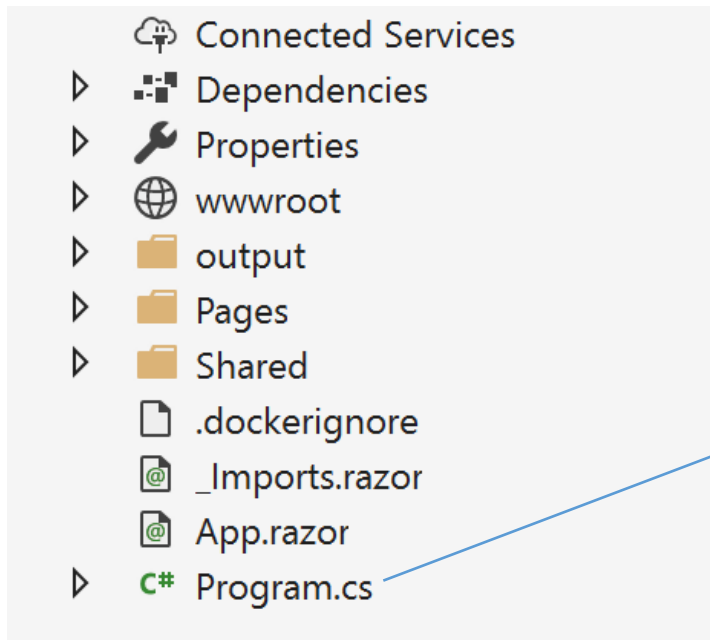 Connected Services
Dependencies
Properties
wwwroot
output
Pages
Shared
.dockerignore
@ _Imports.razor
@ App.razor
C# Program.cs